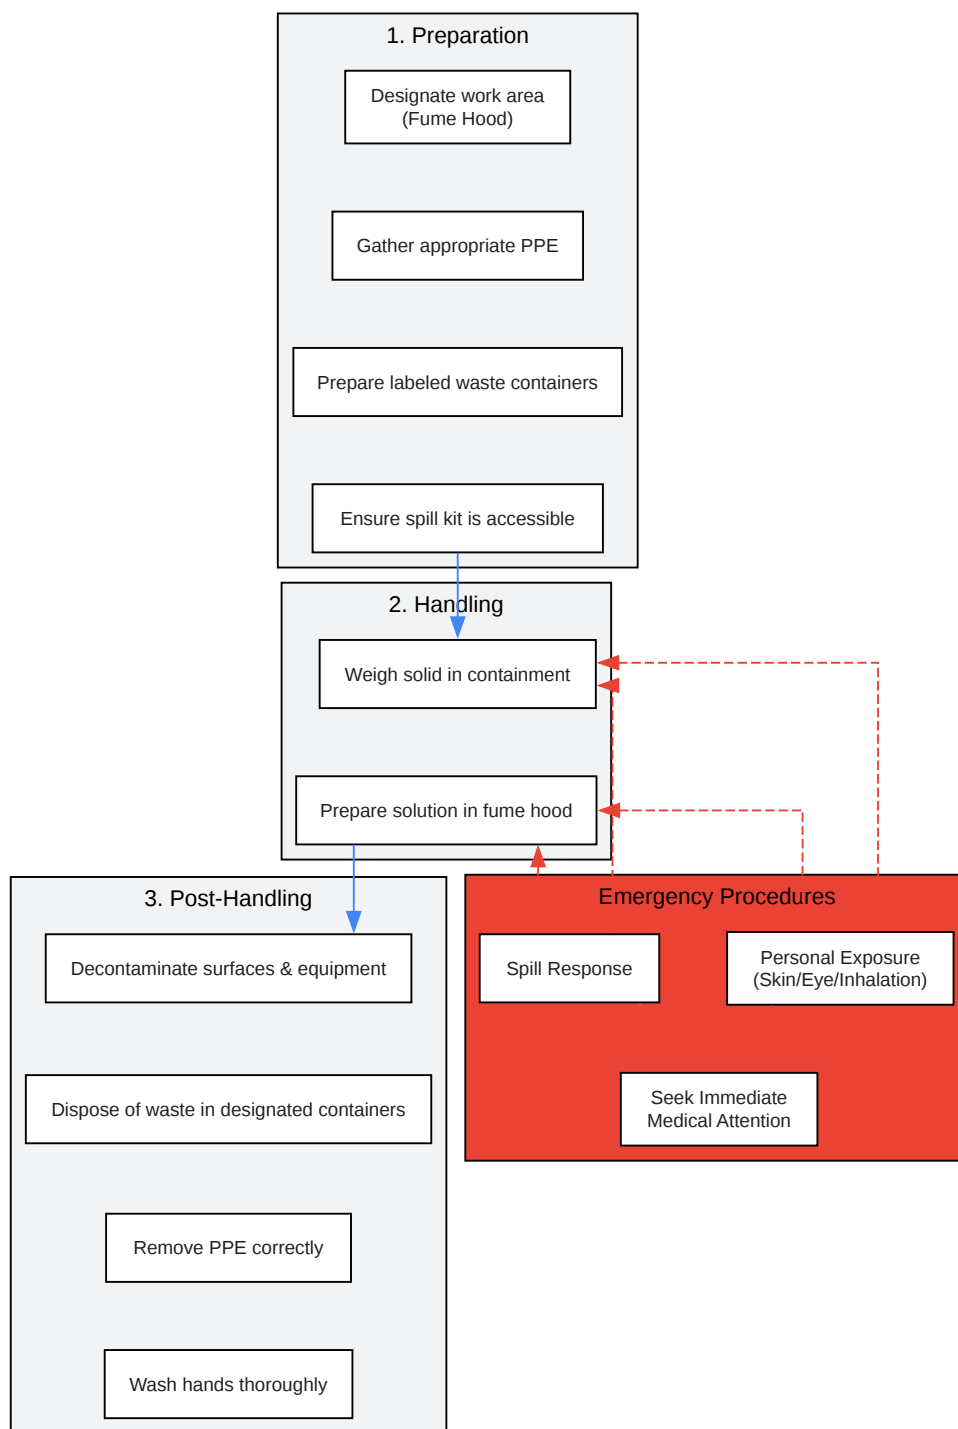 1. Preparation
Designate work area
(Fume Hood)
Gather appropriate PPE
Prepare labeled waste containers
Ensure spill kit is accessible
2. Handling
Weigh solid in containment
Prepare solution in fume hood
3. Post-Handling
Decontaminate surfaces & equipment
Dispose of waste in designated containers
Remove PPE correctly
Wash hands thoroughly
Emergency Procedures
Spill Response
Personal Exposure
(Skin/Eye/Inhalation)
Seek Immediate
Medical Attention